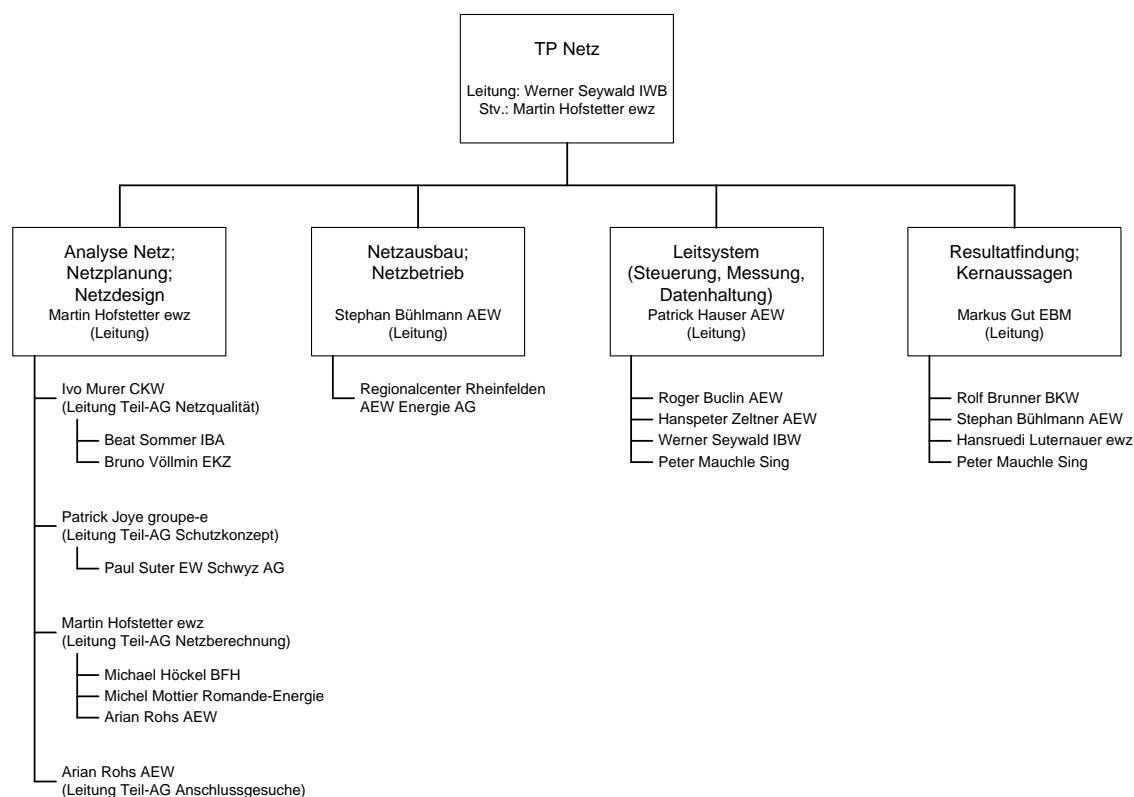 TP Netz
Leitung: Werner Seywald IWB
Stv.: Martin Hofstetter ewz
Analyse Netz;
Netzplanung;
Netzdesign
Martin Hofstetter ewz
(Leitung)
Ivo Murer CKW
(Leitung Teil-AG Netzqualität)
Beat Sommer IBA
Bruno Völlmin EKZ
Patrick Joye groupe-e
(Leitung Teil-AG Schutzkonzept)
Paul Suter EW Schwyz AG
Martin Hofstetter ewz
(Leitung Teil-AG Netzberechnung)
Michael Höckel BFH
Michel Mottier Romande-Energie
Arian Rohs AEW
Arian Rohs AEW
(Leitung Teil-AG Anschlussgesuche)
Netzausbau;
Netzbetrieb
Stephan Bühlmann AEW
(Leitung)
Regionalcenter Rheinfelden
AEW Energie AG
Leitsystem
(Steuerung, Messung,
Datenhaltung)
Patrick Hauser AEW
(Leitung)
Roger Buclin AEW
Hanspeter Zeltner AEW
Werner Seywald IBW
Peter Mauchle Sing
Resultatfindung;
Kernaussagen
Markus Gut EBM
(Leitung)
Rolf Brunner BKW
Stephan Bühlmann AEW
Hansruedi Luternauer ewz
Peter Mauchle Sing